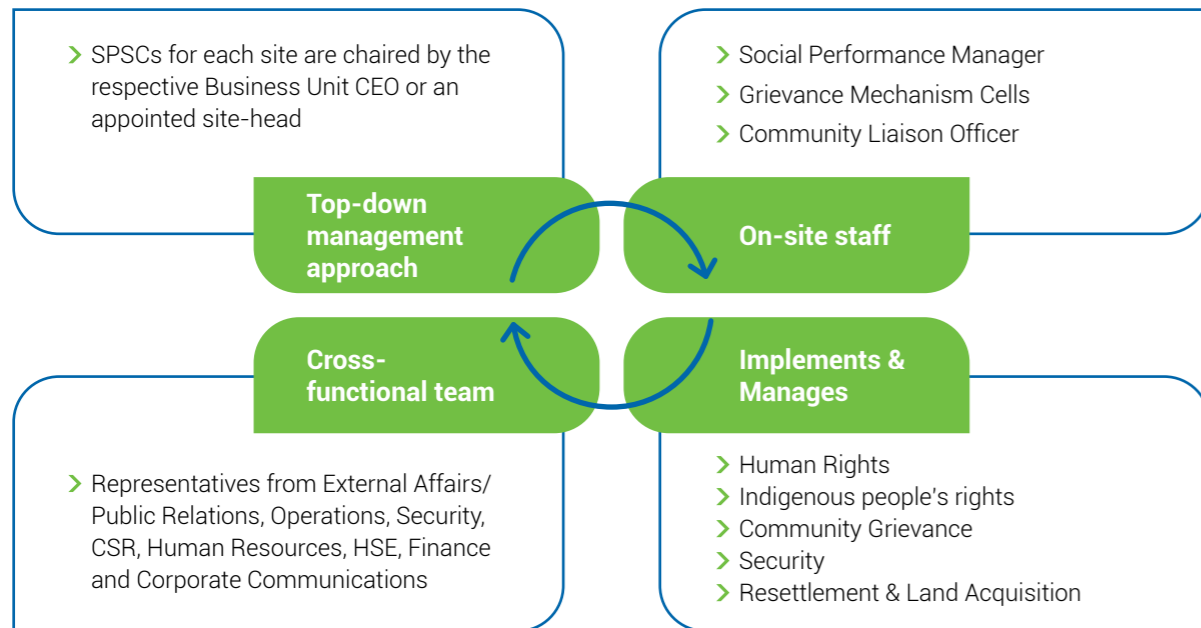 > SPSCs for each site are chaired by the
respective Business Unit CEO or an
appointed site-head
Top-down
management
approach
> Social Performance Manager
> Grievance Mechanism Cells
> Community Liaison Officer
On-site staff
Cross-
functional team
> Representatives from External Affairs/
Public Relations, Operations, Security,
CSR, Human Resources, HSE, Finance
and Corporate Communications
Implements &
Manages
> Human Rights
> Indigenous people's rights
> Community Grievance
> Security
> Resettlement & Land Acquisition